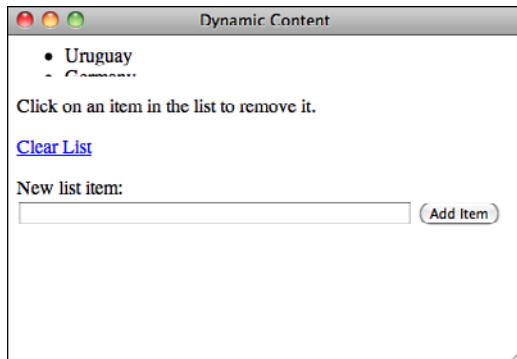 Dynamic Content
• Uruguay
• Germany
Click on an item in the list to remove it.
Clear List
New list item:
Add Item